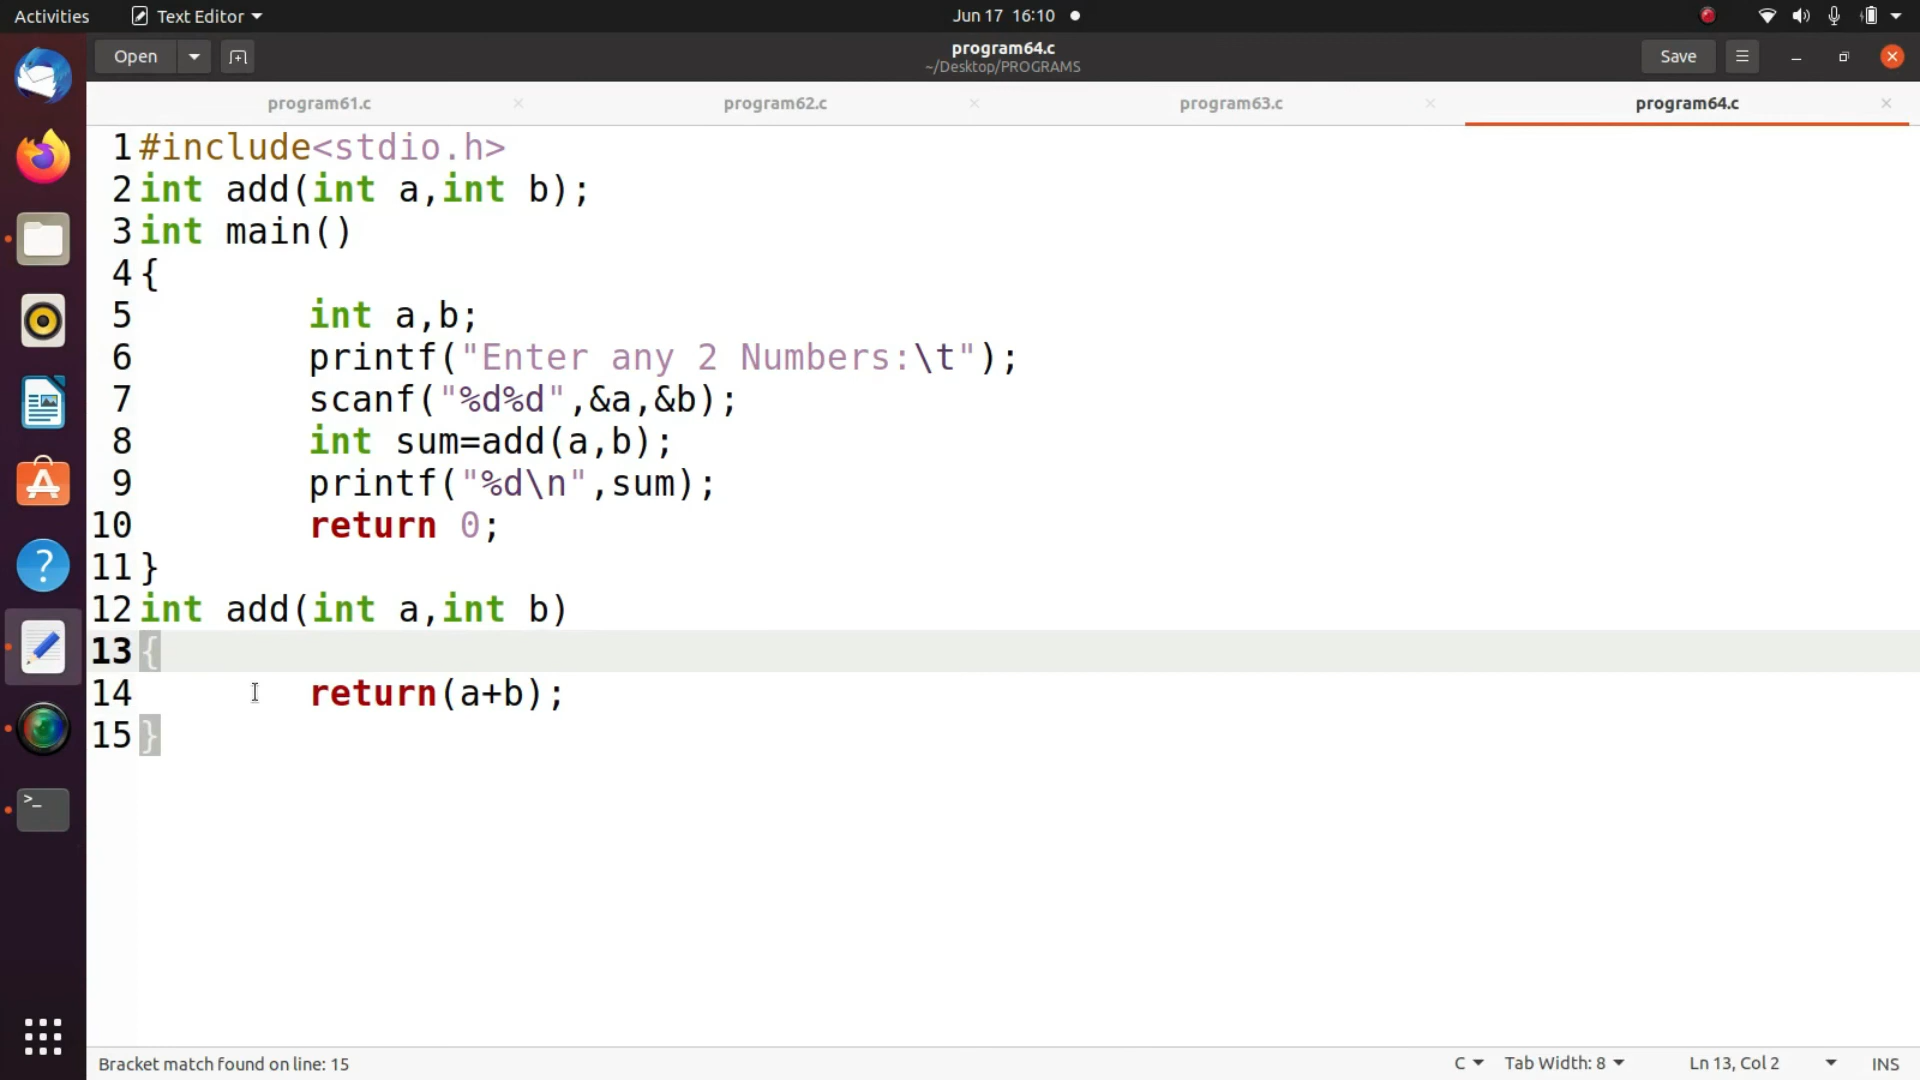 Activities Text Editor Jun 17 16:10
Open program64.c Save
~/Desktop/PROGRAMS
program61.c program62.c program63.c program64.c
1 #include<stdio.h>
2 int add(int a,int b);
3 int main()
4 {
5 int a,b;
6 printf("Enter any 2 Numbers:\t");
7 scanf("%d%d",&a,&b);
8 int sum=add(a,b);
9 printf("%d\n",sum);
10 return 0;
11 }
12 int add(int a,int b)
13 {
14 return(a+b);
15 }
Bracket match found on line: 15 C Tab Width: 8 Ln 13, Col 2 INS